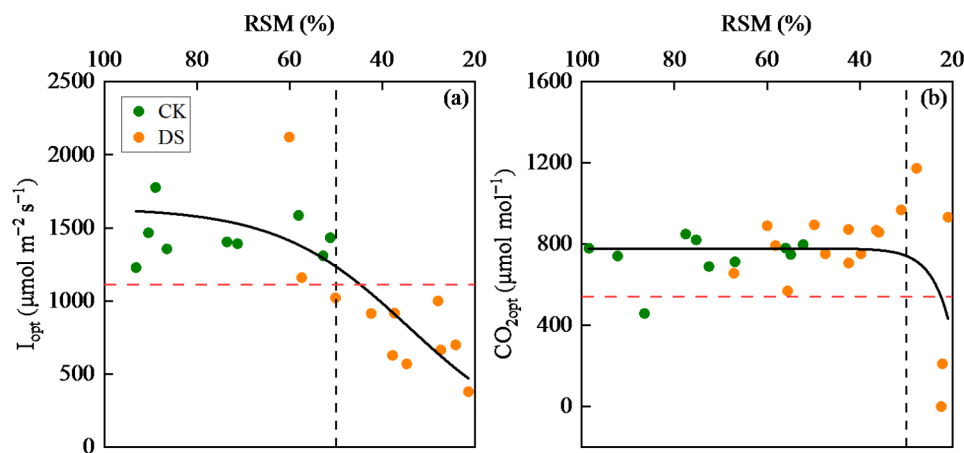 RSM (%)
100 80 60 40 20
2500
2000
1500
1000
500
0
I_opt (μmol m⁻² s⁻¹)
CK
DS
(a)
RSM (%)
100 80 60 40 20
1600
1200
800
400
0
CO_2opt (μmol mol⁻¹)
(b)